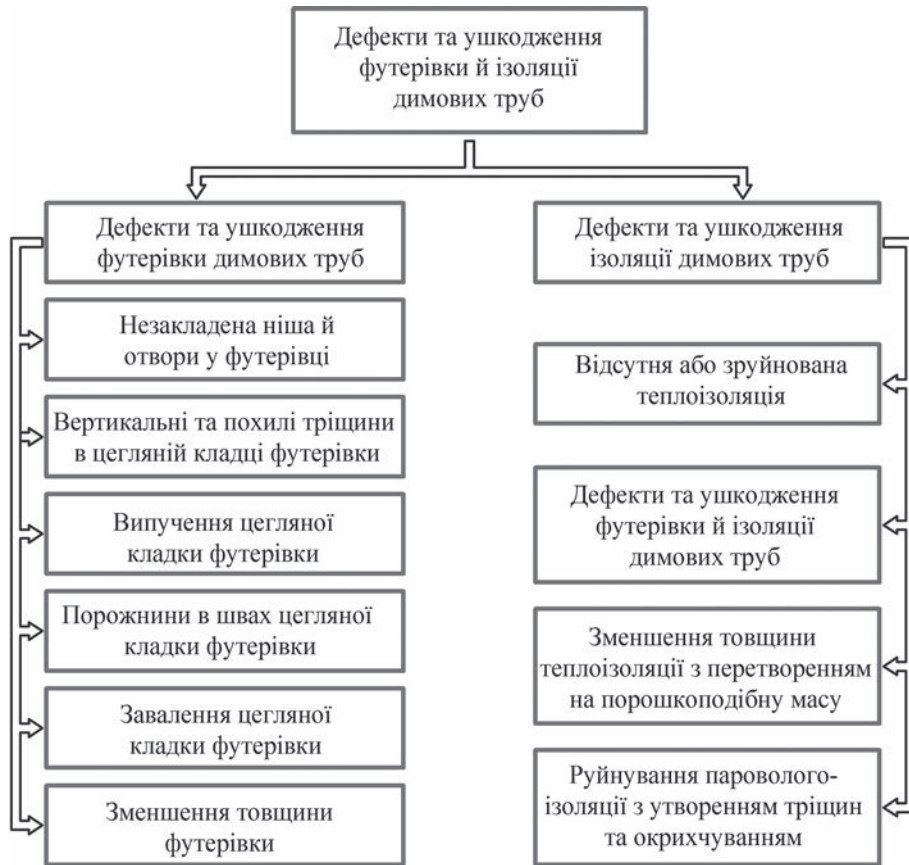 Дефекти та ушкодження
футерівки й ізоляції
димових труб
Дефекти та ушкодження
футерівки димових труб
Незакладена ніша й
отвори у футерівці
Вертикальні та похилі тріщини
в цегляній кладці футерівки
Випучення цегляної
кладки футерівки
Порожнини в швах цегляної
кладки футерівки
Завалення цегляної
кладки футерівки
Зменшення товщини
футерівки
Дефекти та ушкодження
ізоляції димових труб
Відсутня або зруйнована
теплоізоляція
Дефекти та ушкодження
футерівки й ізоляції
димових труб
Зменшення товщини
теплоізоляції з перетворенням
на порошкоподібну масу
Руйнування пароволого-
ізоляції з утворенням тріщин
та окрихчуванням